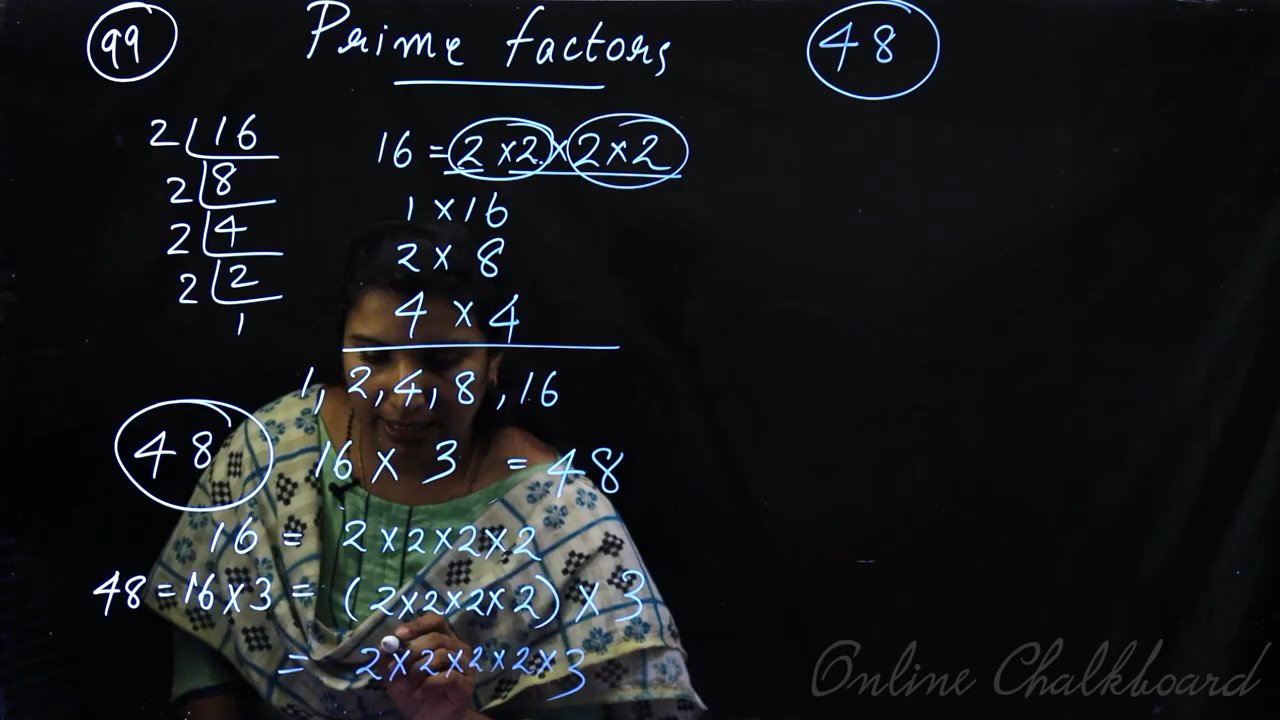 99 Prime factors 48
2 16
2 8
2 4
2 2
1
16 = 2 × 2 × 2 × 2
1 × 16
2 × 8
4 × 4
1, 2, 4, 8, 16
48 16 × 3 = 48
16 = 2 × 2 × 2 × 2
48 = 16 × 3 = (2 × 2 × 2 × 2) × 3
= 2 × 2 × 2 × 2 × 3
Online Chalkboard